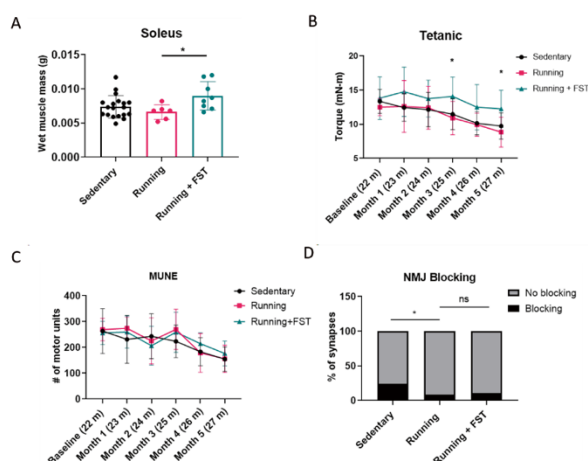 A
Soleus
*
Wet muscle mass (g)
0.015
0.010
0.005
0.000
Sedentary
Running
Running + FST
B
Tetanic
Sedentary
Running
Running + FST
*
*
Torque (mN-m)
20
15
10
5
Baseline (22 m)
Month 1 (23 m)
Month 2 (24 m)
Month 3 (25 m)
Month 4 (26 m)
Month 5 (27 m)
C
MUNE
Sedentary
Running
Running+FST
# of motor units
400
300
200
100
0
Baseline (22 m)
Month 1 (23 m)
Month 2 (24 m)
Month 3 (25 m)
Month 4 (26 m)
Month 5 (27 m)
D
NMJ Blocking
No blocking
Blocking
*
ns
% of synapses
100
50
0
Sedentary
Running
Running + FST